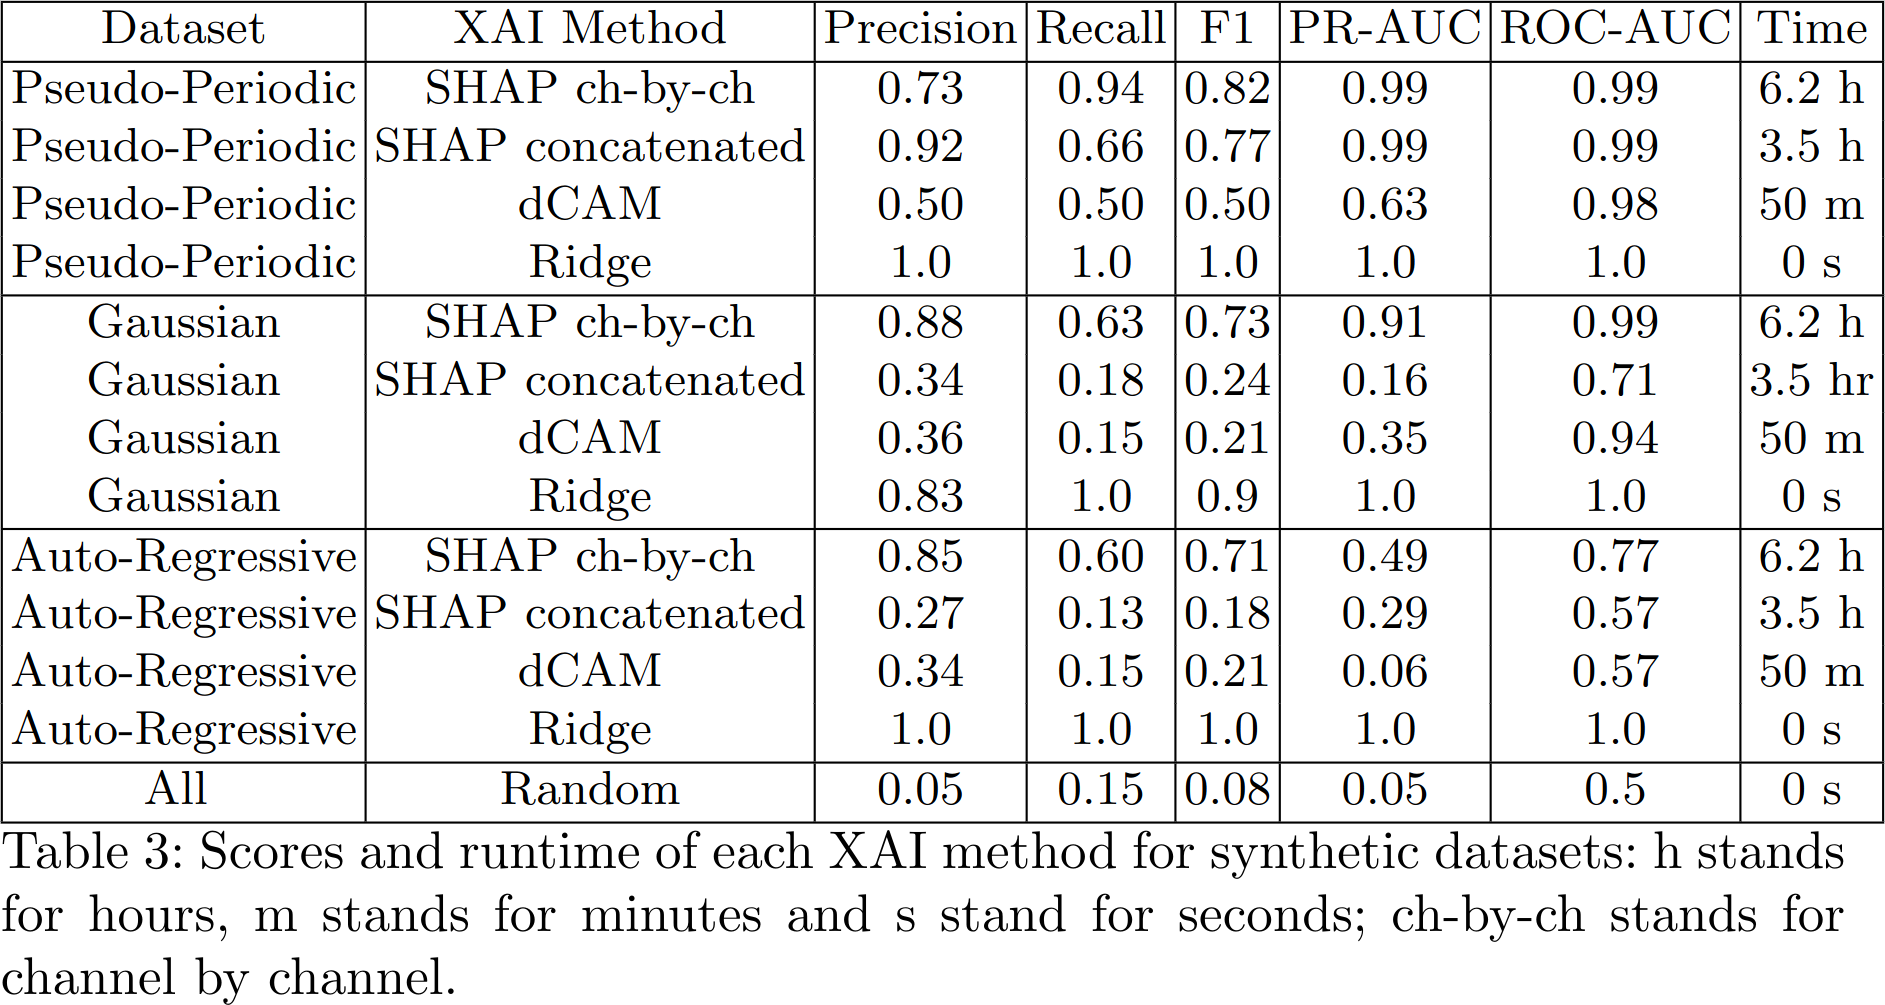 Dataset XAI Method Precision Recall F1 PR-AUC ROC-AUC Time
Pseudo-Periodic SHAP ch-by-ch 0.73 0.94 0.82 0.99 0.99 6.2 h
Pseudo-Periodic SHAP concatenated 0.92 0.66 0.77 0.99 0.99 3.5 h
Pseudo-Periodic dCAM 0.50 0.50 0.50 0.63 0.98 50 m
Pseudo-Periodic Ridge 1.0 1.0 1.0 1.0 1.0 0 s
Gaussian SHAP ch-by-ch 0.88 0.63 0.73 0.91 0.99 6.2 h
Gaussian SHAP concatenated 0.34 0.18 0.24 0.16 0.71 3.5 hr
Gaussian dCAM 0.36 0.15 0.21 0.35 0.94 50 m
Gaussian Ridge 0.83 1.0 0.9 1.0 1.0 0 s
Auto-Regressive SHAP ch-by-ch 0.85 0.60 0.71 0.49 0.77 6.2 h
Auto-Regressive SHAP concatenated 0.27 0.13 0.18 0.29 0.57 3.5 h
Auto-Regressive dCAM 0.34 0.15 0.21 0.06 0.57 50 m
Auto-Regressive Ridge 1.0 1.0 1.0 1.0 1.0 0 s
All Random 0.05 0.15 0.08 0.05 0.5 0 s
Table 3: Scores and runtime of each XAI method for synthetic datasets: h stands
for hours, m stands for minutes and s stand for seconds; ch-by-ch stands for
channel by channel.